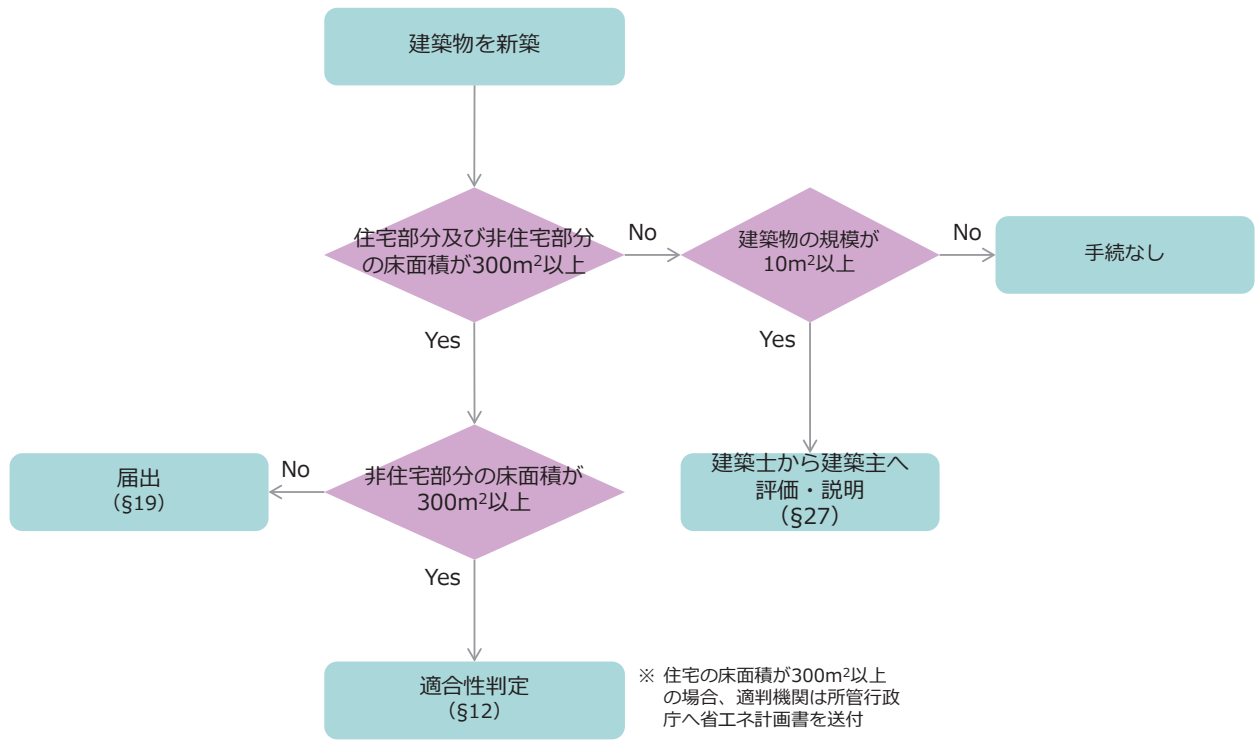 建築物を新築
住宅部分及び非住宅部分
の床面積が300m²以上
No
建築物の規模が
10m²以上
No
手続なし
Yes
Yes
届出
（§19）
No
非住宅部分の床面積が
300m²以上
建築士から建築主へ
評価・説明
（§27）
Yes
適合性判定
（§12）
※ 住宅の床面積が300m²以上
の場合、適判機関は所管行政
庁へ省エネ計画書を送付